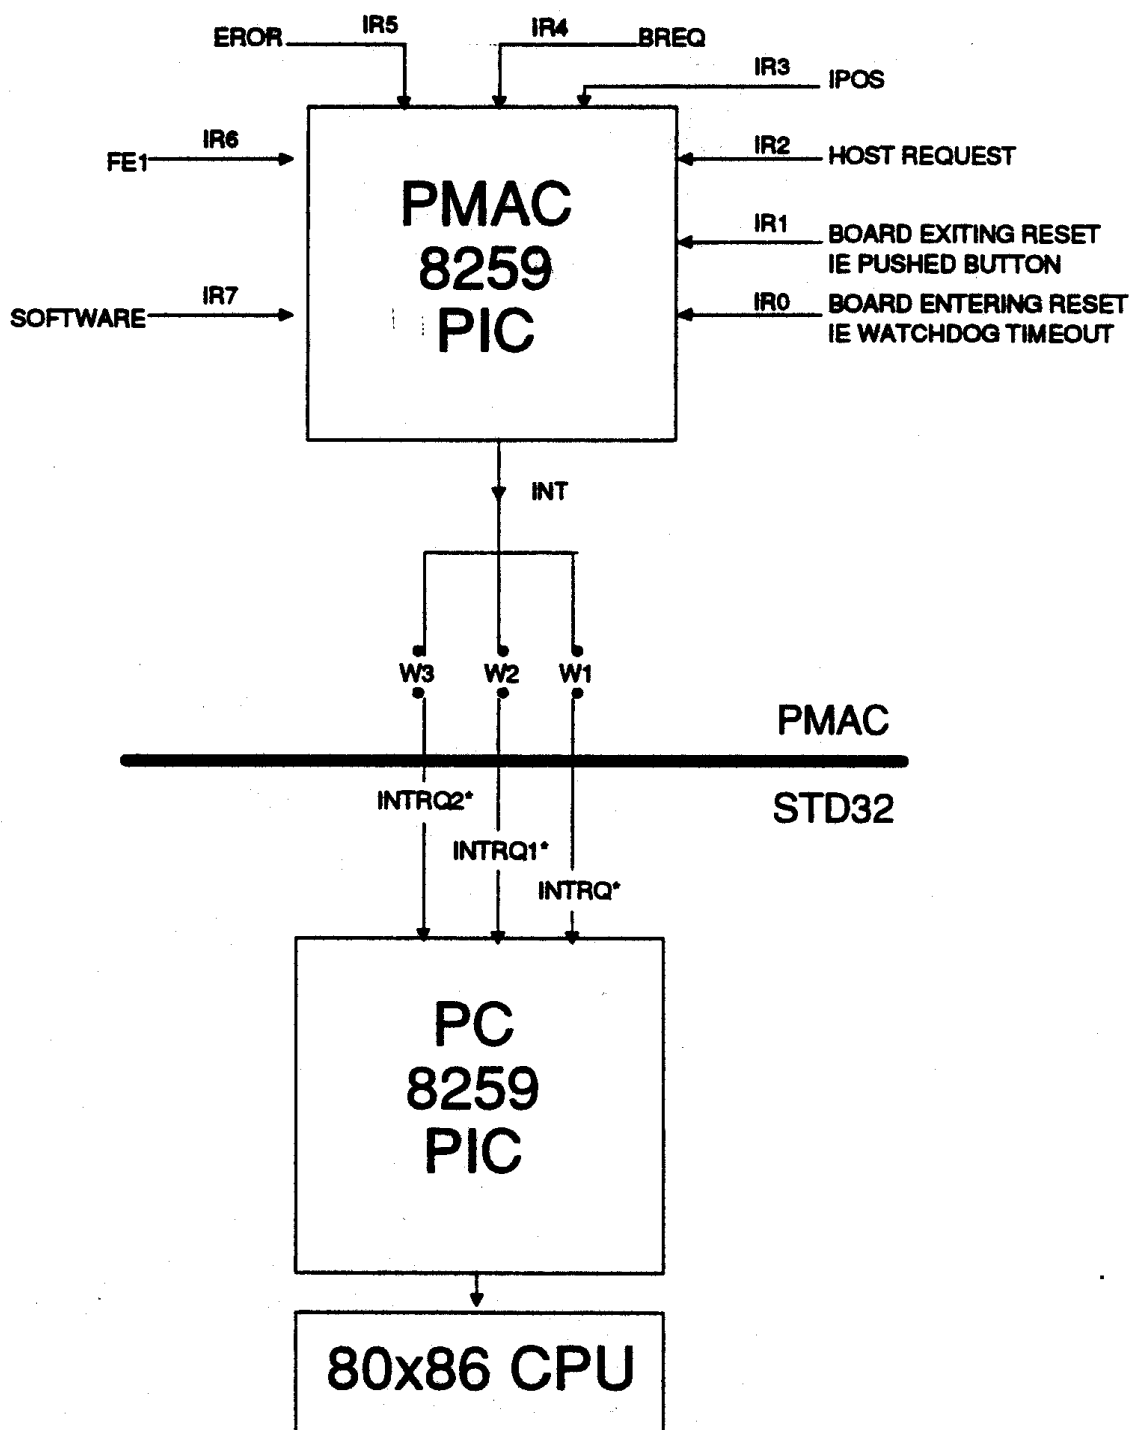 IR5
EROR
IR4
BREQ
IR3
IPOS
IR6
FE1
IR2
HOST REQUEST
PMAC
8259
PIC
IR1
BOARD EXITING RESET
IE PUSHED BUTTON
IR7
SOFTWARE
IR0
BOARD ENTERING RESET
IE WATCHDOG TIMEOUT
INT
W3
W2
W1
PMAC
STD32
INTRQ2*
INTRQ1*
INTRQ*
PC
8259
PIC
80x86 CPU